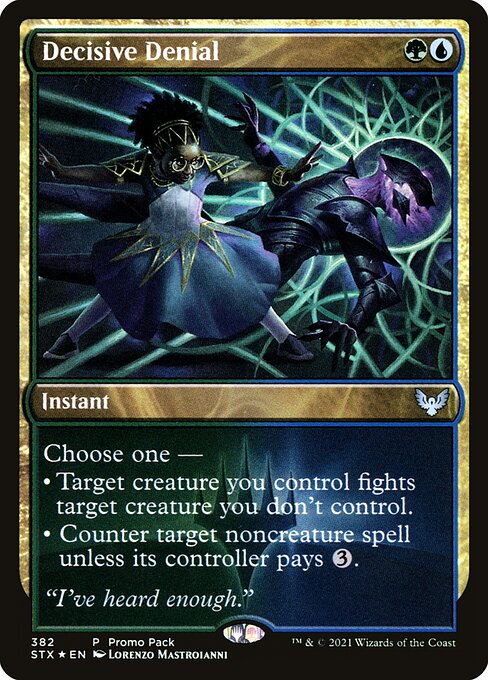 Decisive Denial
Instant
Choose one —
• Target creature you control fights
target creature you don't control.
• Counter target noncreature spell
unless its controller pays 3.
"I've heard enough."
382 P Promo Pack
STX ★ EN Lorenzo Mastroianni
™ & © 2021 Wizards of the Coast